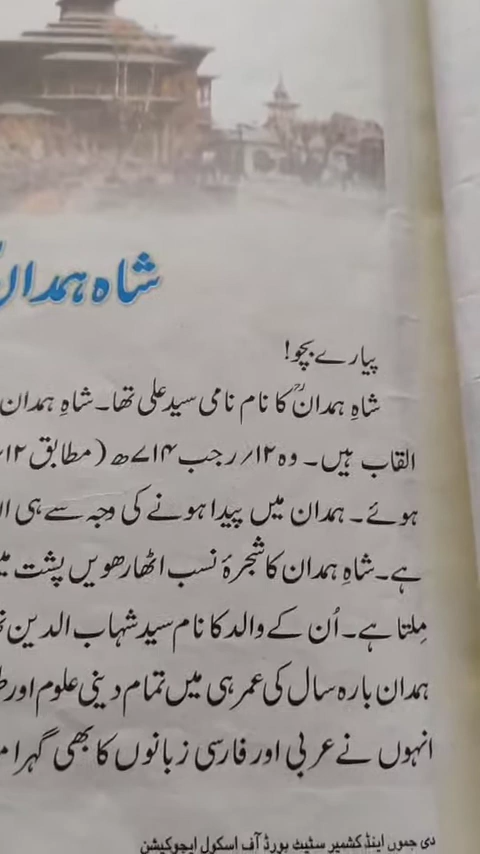 شاہ ہمدان
پیارے بچو!
شاہِ ہمدانؒ کا نام نامی سید علی تھا۔ شاہِ ہمدان
القاب ہیں۔ وہ ۱۲/رجب ۷۱۴ھ (مطابق ۱۲
ہوئے۔ ہمدان میں پیدا ہونے کی وجہ سے ہی
ہے۔ شاہِ ہمدان کا شجرۂ نسب اٹھارھویں پشت
مِلتا ہے۔ اُن کے والد کا نام سید شہاب الدین
ہمدان بارہ سال کی عمر ہی میں تمام دینی علوم اور
انہوں نے عربی اور فارسی زبانوں کا بھی گہرا
دی جموں اینڈ کشمیر سٹیٹ بورڈ آف اسکول ایجوکیشن